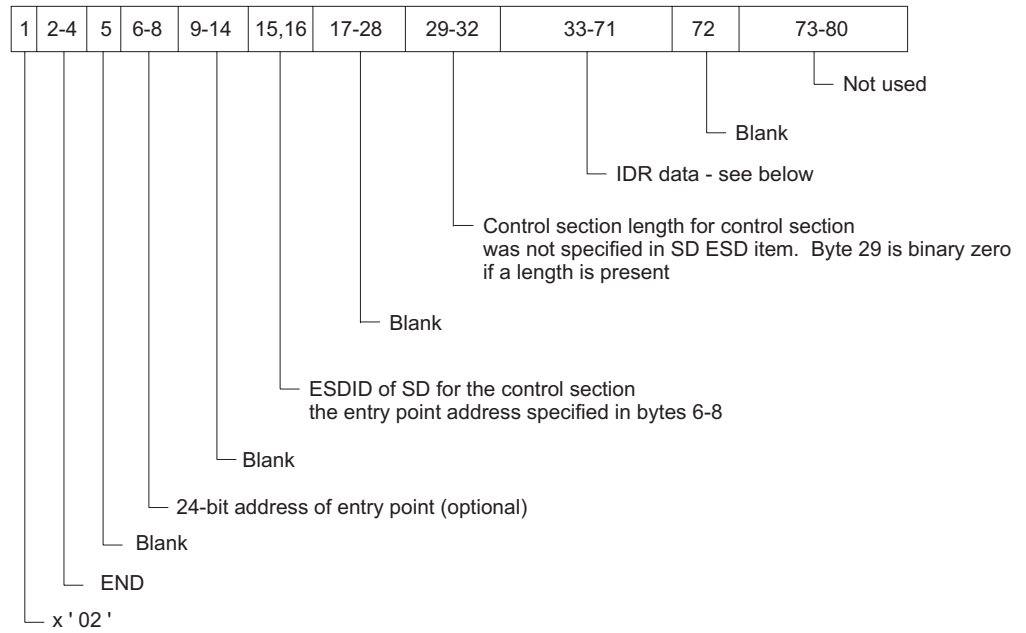 1 2-4 5 6-8 9-14 15,16 17-28 29-32 33-71 72 73-80
Not used
Blank
IDR data - see below
Control section length for control section
was not specified in SD ESD item. Byte 29 is binary zero
if a length is present
Blank
ESDID of SD for the control section
the entry point address specified in bytes 6-8
Blank
24-bit address of entry point (optional)
Blank
END
x ' 02 '